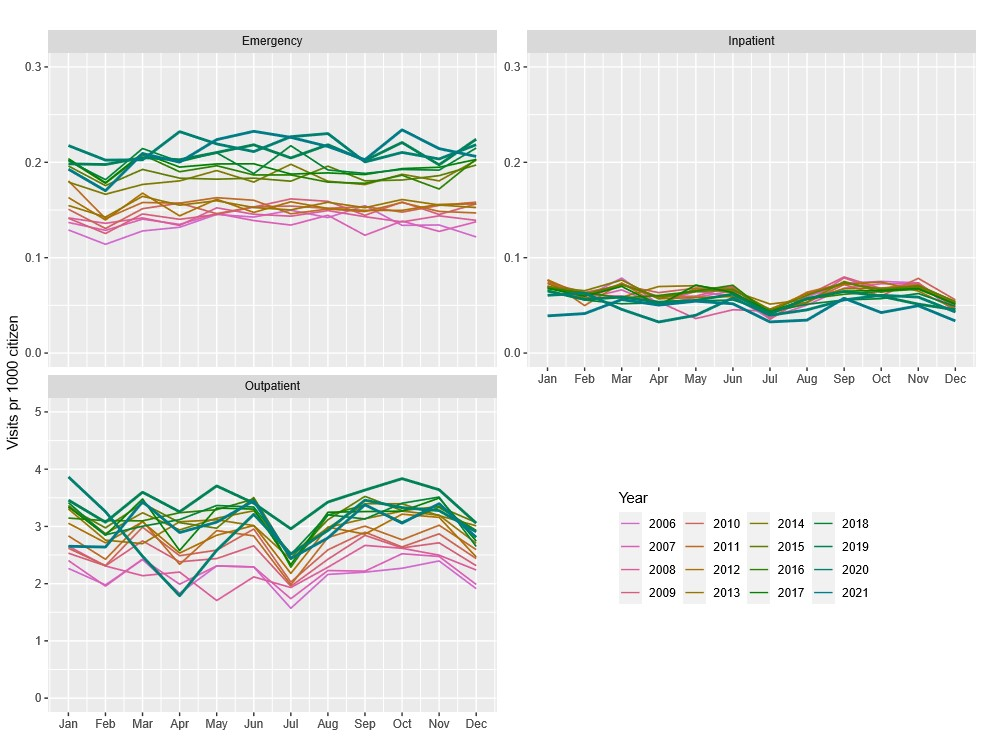 Emergency
Inpatient
0.3
0.2
0.1
0.0
0.3
0.2
0.1
0.0
Jan Feb Mar Apr May Jun Jul Aug Sep Oct Nov Dec
Visits pr 1000 citizen
Outpatient
5
4
3
2
1
0
Jan Feb Mar Apr May Jun Jul Aug Sep Oct Nov Dec
Year
2006 2010 2014 2018
2007 2011 2015 2019
2008 2012 2016 2020
2009 2013 2017 2021